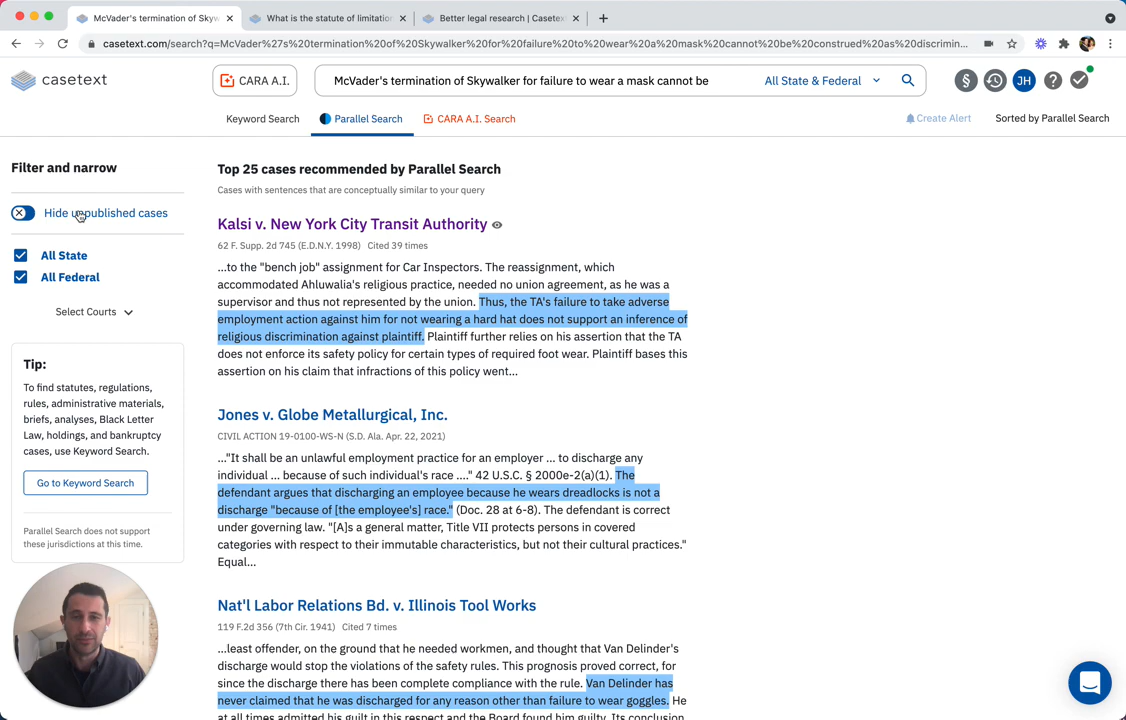 McVader's termination of Skyw
What is the statute of limitatio
Better legal research | Casetex
casetext.com/search?q=McVader%27s%20termination%20of%20Skywalker%20for%20failure%20to%20wear%20a%20mask%20cannot%20be%20construed%20as%20discrimin...
casetext
CARA A.I.
McVader's termination of Skywalker for failure to wear a mask cannot be
All State & Federal
§
JH
?
Keyword Search
Parallel Search
CARA A.I. Search
Create Alert
Sorted by Parallel Search
Filter and narrow
Hide unpublished cases
All State
All Federal
Select Courts
Tip:
To find statutes, regulations,
rules, administrative materials,
briefs, analyses, Black Letter
Law, holdings, and bankruptcy
cases, use Keyword Search.
Go to Keyword Search
Parallel Search does not support
these jurisdictions at this time.
Top 25 cases recommended by Parallel Search
Cases with sentences that are conceptually similar to your query
Kalsi v. New York City Transit Authority
62 F. Supp. 2d 745 (E.D.N.Y. 1998) Cited 39 times
...to the "bench job" assignment for Car Inspectors. The reassignment, which
accommodated Ahluwalia's religious practice, needed no union agreement, as he was a
supervisor and thus not represented by the union. Thus, the TA's failure to take adverse
employment action against him for not wearing a hard hat does not support an inference of
religious discrimination against plaintiff. Plaintiff further relies on his assertion that the TA
does not enforce its safety policy for certain types of required foot wear. Plaintiff bases this
assertion on his claim that infractions of this policy went...
Jones v. Globe Metallurgical, Inc.
CIVIL ACTION 19-0100-WS-N (S.D. Ala. Apr. 22, 2021)
..."It shall be an unlawful employment practice for an employer ... to discharge any
individual ... because of such individual's race ...." 42 U.S.C. § 2000e-2(a)(1). The
defendant argues that discharging an employee because he wears dreadlocks is not a
discharge "because of [the employee's] race." (Doc. 28 at 6-8). The defendant is correct
under governing law. "[A]s a general matter, Title VII protects persons in covered
categories with respect to their immutable characteristics, but not their cultural practices."
Equal...
Nat'l Labor Relations Bd. v. Illinois Tool Works
119 F.2d 356 (7th Cir. 1941) Cited 7 times
...least offender, on the ground that he needed workmen, and thought that Van Delinder's
discharge would stop the violations of the safety rules. This prognosis proved correct, for
since the discharge there has been complete compliance with the rule. Van Delinder has
never claimed that he was discharged for any reason other than failure to wear goggles. He
at all times admitted his guilt in this respect and the Board found him guilty. Its conclusion